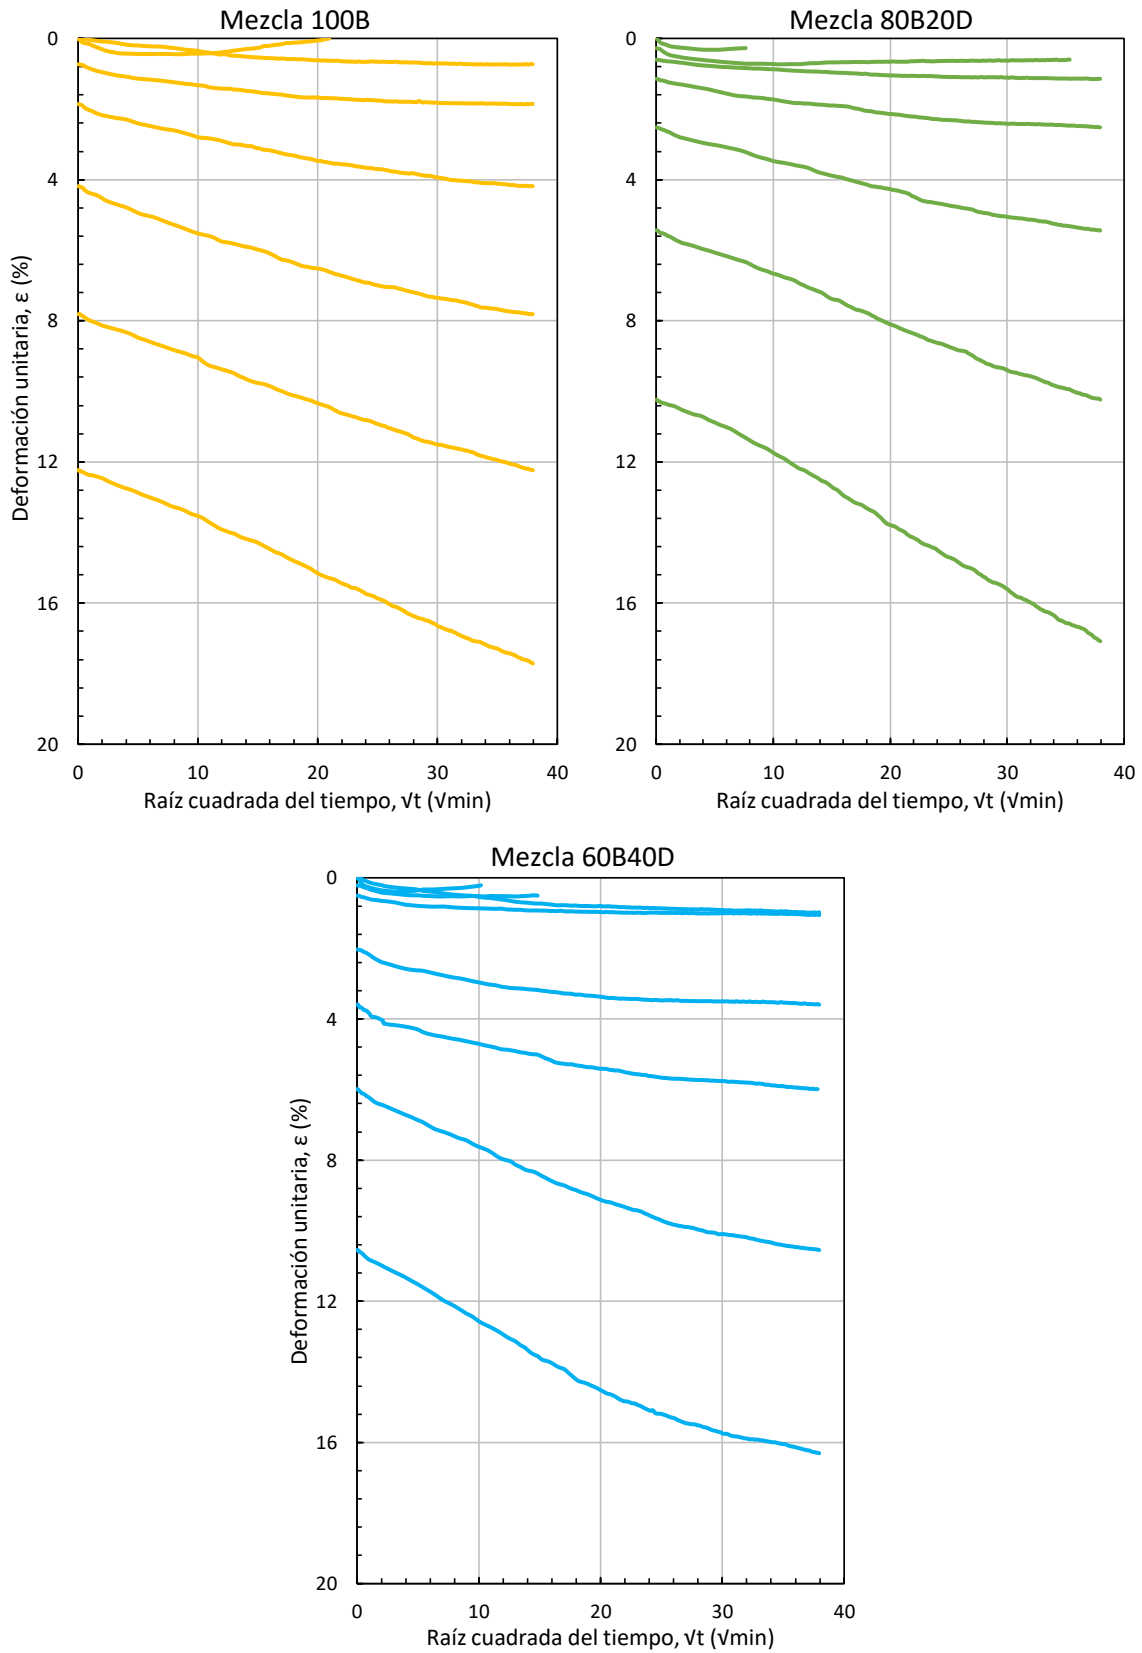 Mezcla 100B
0
4
8
12
16
20
0 10 20 30 40
Deformación unitaria, ε (%)
Raíz cuadrada del tiempo, √t (√min)
Mezcla 80B20D
0
4
8
12
16
20
0 10 20 30 40
Raíz cuadrada del tiempo, √t (√min)
Mezcla 60B40D
0
4
8
12
16
20
0 10 20 30 40
Deformación unitaria, ε (%)
Raíz cuadrada del tiempo, √t (√min)